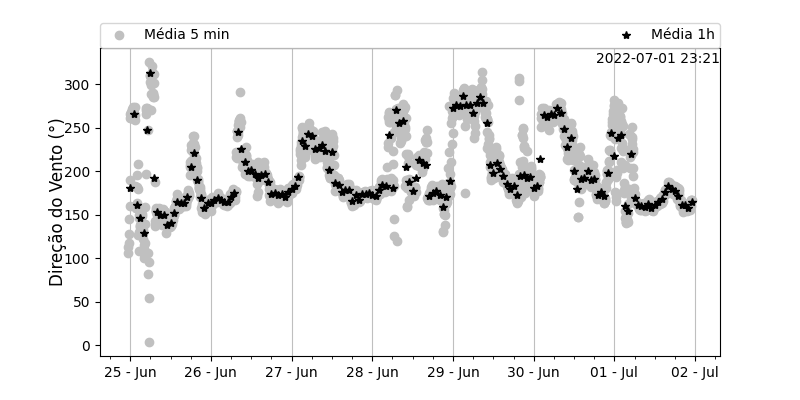 Média 5 min
Média 1h
2022-07-01 23:21
Direção do Vento (°)
300
250
200
150
100
50
0
25 - Jun
26 - Jun
27 - Jun
28 - Jun
29 - Jun
30 - Jun
01 - Jul
02 - Jul